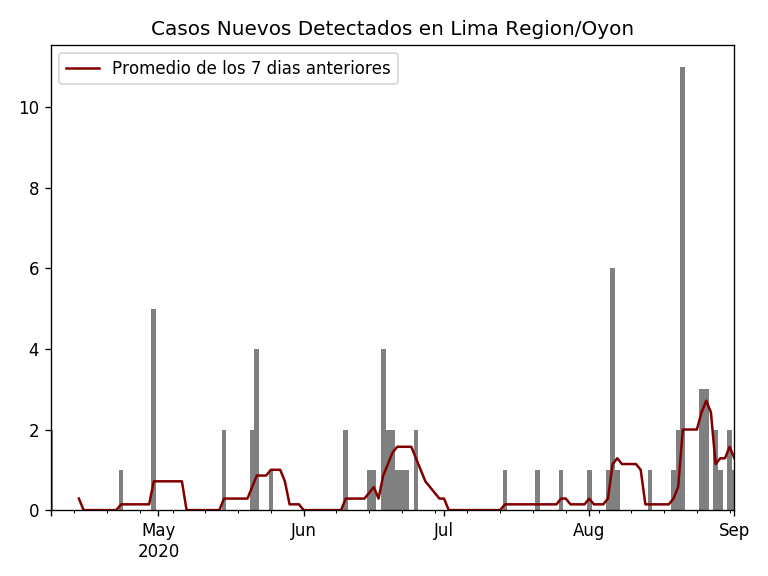 Casos Nuevos Detectados en Lima Region/Oyon
Promedio de los 7 dias anteriores
10
8
6
4
2
0
May
2020
Jun
Jul
Aug
Sep